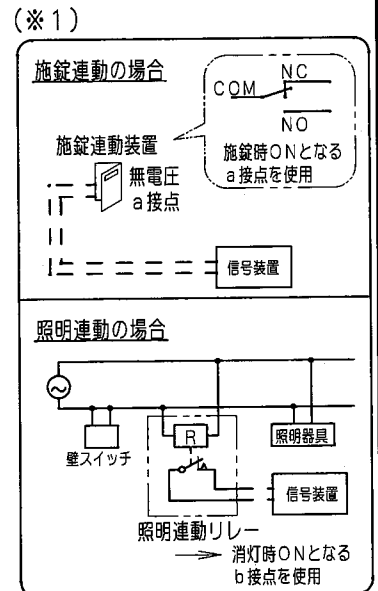 (※1)
施錠連動の場合
COM
NC
NO
施錠時ONとなる
a接点を使用
施錠連動装置
無電圧
a接点
信号装置
照明連動の場合
R
壁スイッチ
照明器具
信号装置
照明連動リレー
消灯時ONとなる
b接点を使用